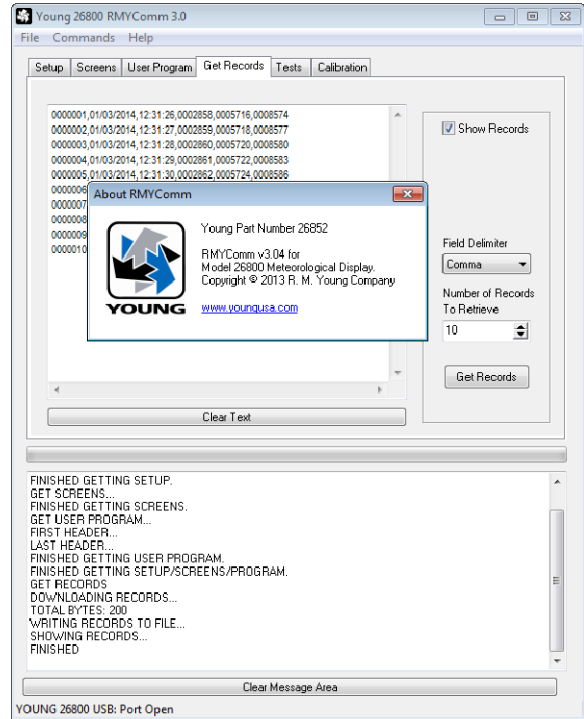 Young 26800 RMYComm 3.0
File Commands Help
Setup Screens User Program Get Records Tests Calibration
0000001,01/03/2014,12:31:26,0002858,0005716,0008574
0000002,01/03/2014,12:31:27,0002859,0005718,0008577
0000003,01/03/2014,12:31:28,0002860,0005720,0008580
0000004,01/03/2014,12:31:29,0002861,0005722,0008583
0000005,01/03/2014,12:31:30,0002862,0005724,0008586
0000006
0000007
0000008
0000009
0000010
Show Records
Field Delimiter
Comma
Number of Records
To Retrieve
10
Get Records
About RMYComm
Young Part Number 26852
RMYComm v3.04 for
Model 26800 Meteorological Display.
Copyright © 2013 R. M. Young Company
YOUNG
www.youngusa.com
Clear Text
FINISHED GETTING SETUP.
GET SCREENS...
FINISHED GETTING SCREENS.
GET USER PROGRAM...
FIRST HEADER...
LAST HEADER...
FINISHED GETTING USER PROGRAM.
FINISHED GETTING SETUP/SCREENS/PROGRAM.
GET RECORDS
DOWNLOADING RECORDS...
TOTAL BYTES: 200
WRITING RECORDS TO FILE...
SHOWING RECORDS...
FINISHED
Clear Message Area
YOUNG 26800 USB: Port Open